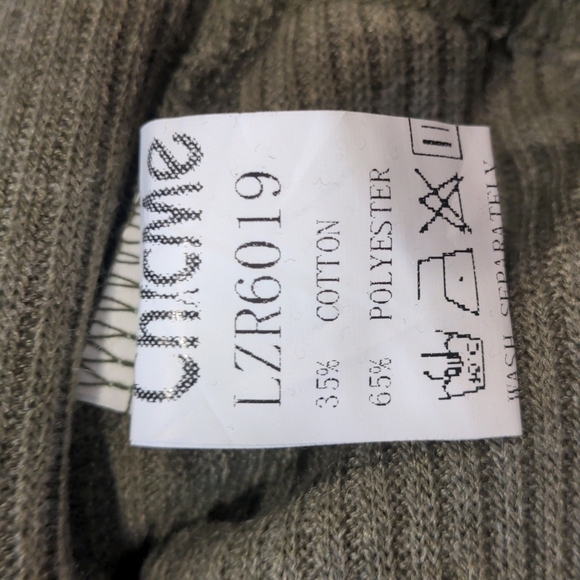 chicme
LZR6019
35% COTTON
65% POLYESTER
WASH SEPARATELY